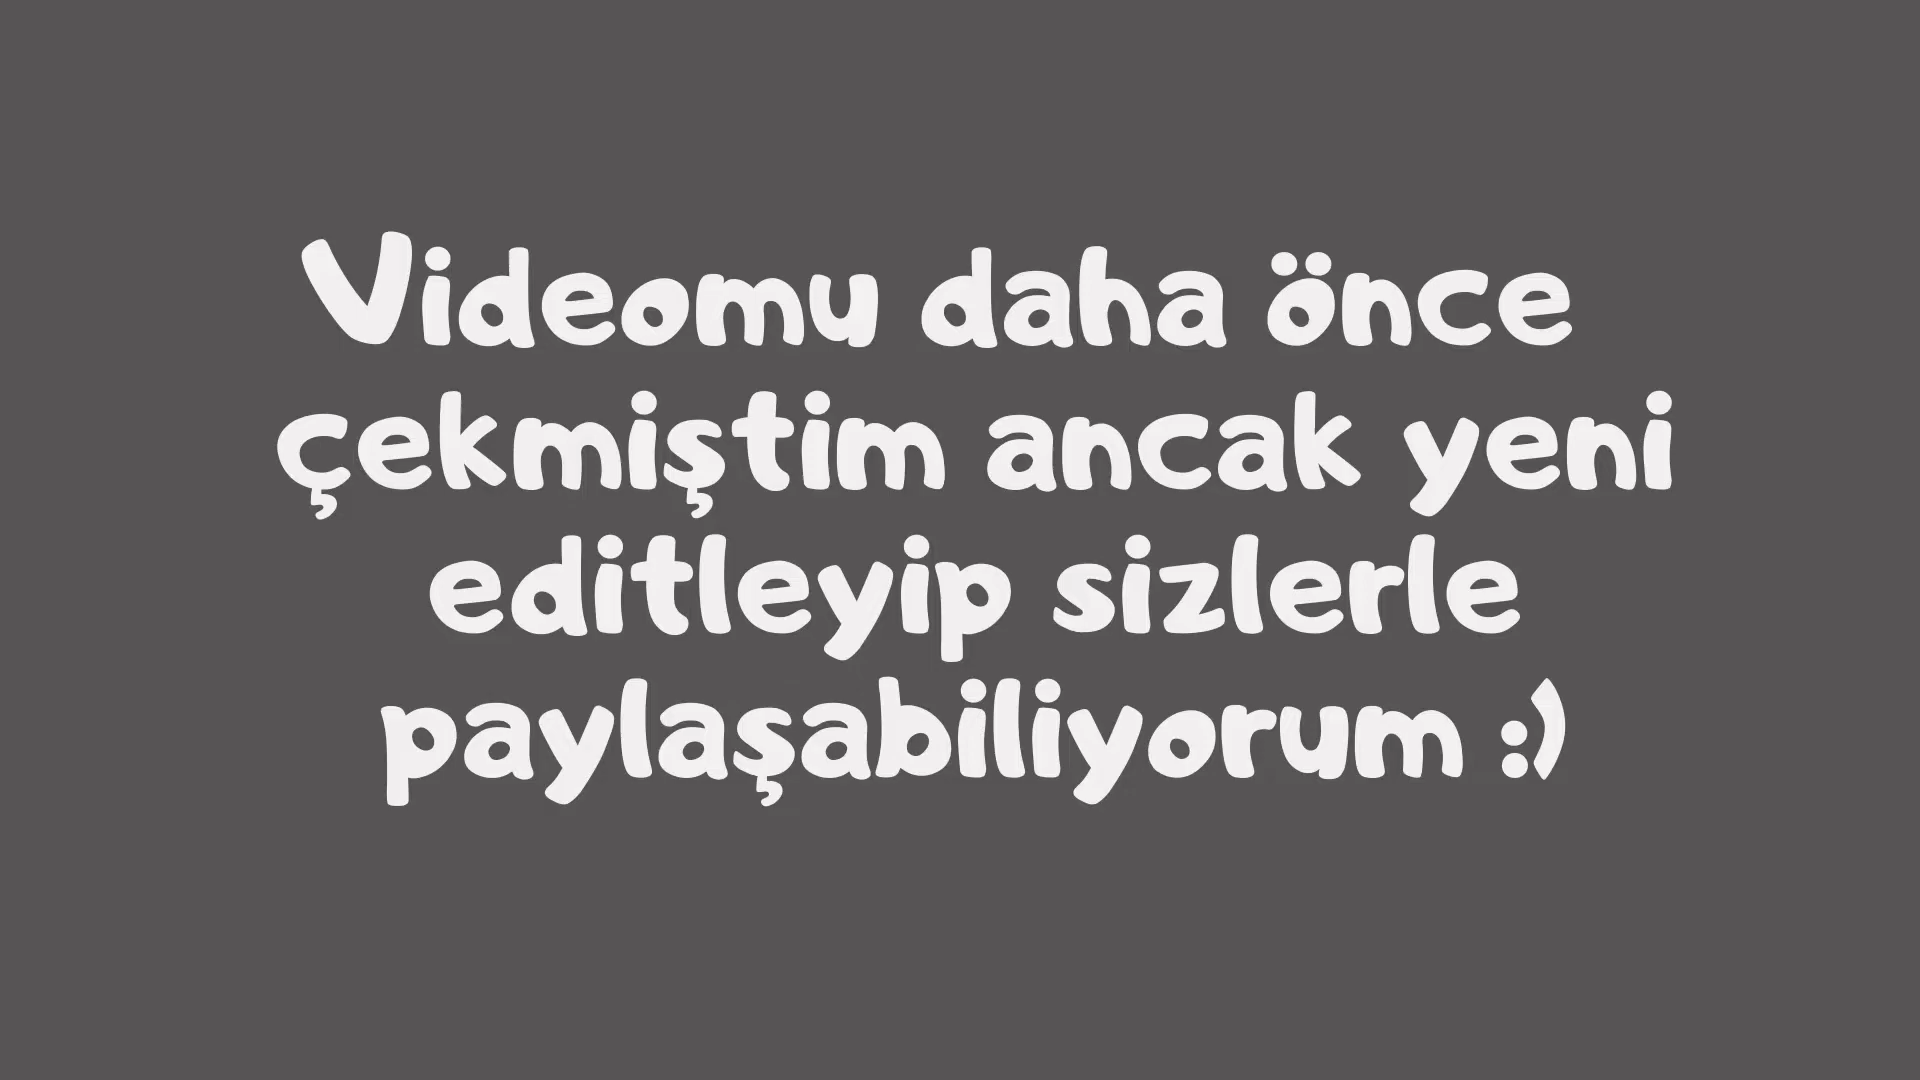 Videomu daha önce
çekmiştim ancak yeni
editleyip sizlerle
paylaşabiliyorum :)